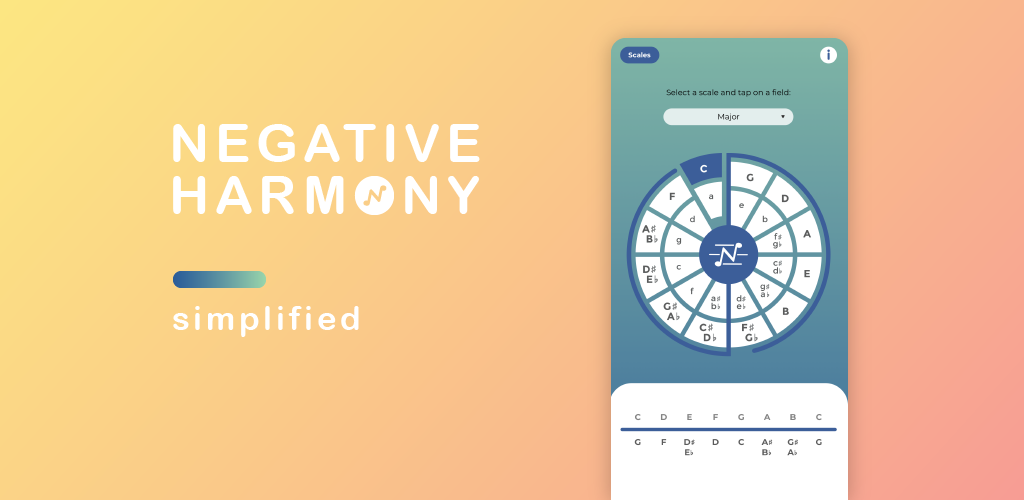 NEGATIVE
HARMONY
simplified
Scales
i
Select a scale and tap on a field:
Major
C
G
D
A
E
B
F♯
G♭
C♯
D♭
G♯
A♭
D♯
E♭
A♯
B♭
F
a
e
b
f♯
g♭
c♯
d♭
g♯
a♭
d♯
e♭
a♯
b♭
f
c
g
d
N
C D E F G A B C
G F D♯ D C A♯ G♯ G
E♭ B♭ A♭